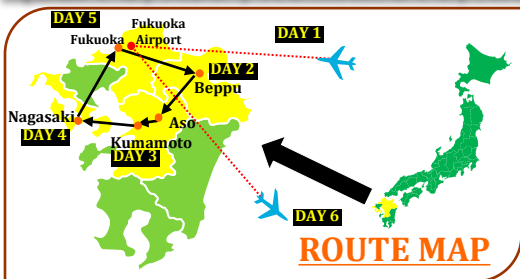 DAY 5
Fukuoka
Airport
Fukuoka
DAY 1
DAY 2
Beppu
Nagasaki
DAY 4
Aso
Kumamoto
DAY 3
DAY 6
ROUTE MAP